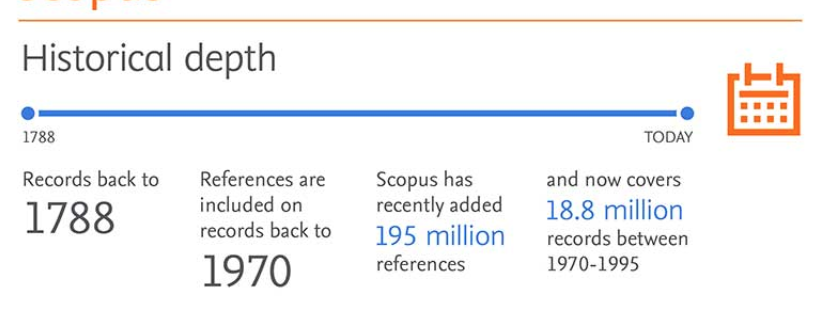 Historical depth
1788
TODAY
Records back to
1788
References are
included on
records back to
1970
Scopus has
recently added
195 million
references
and now covers
18.8 million
records between
1970-1995